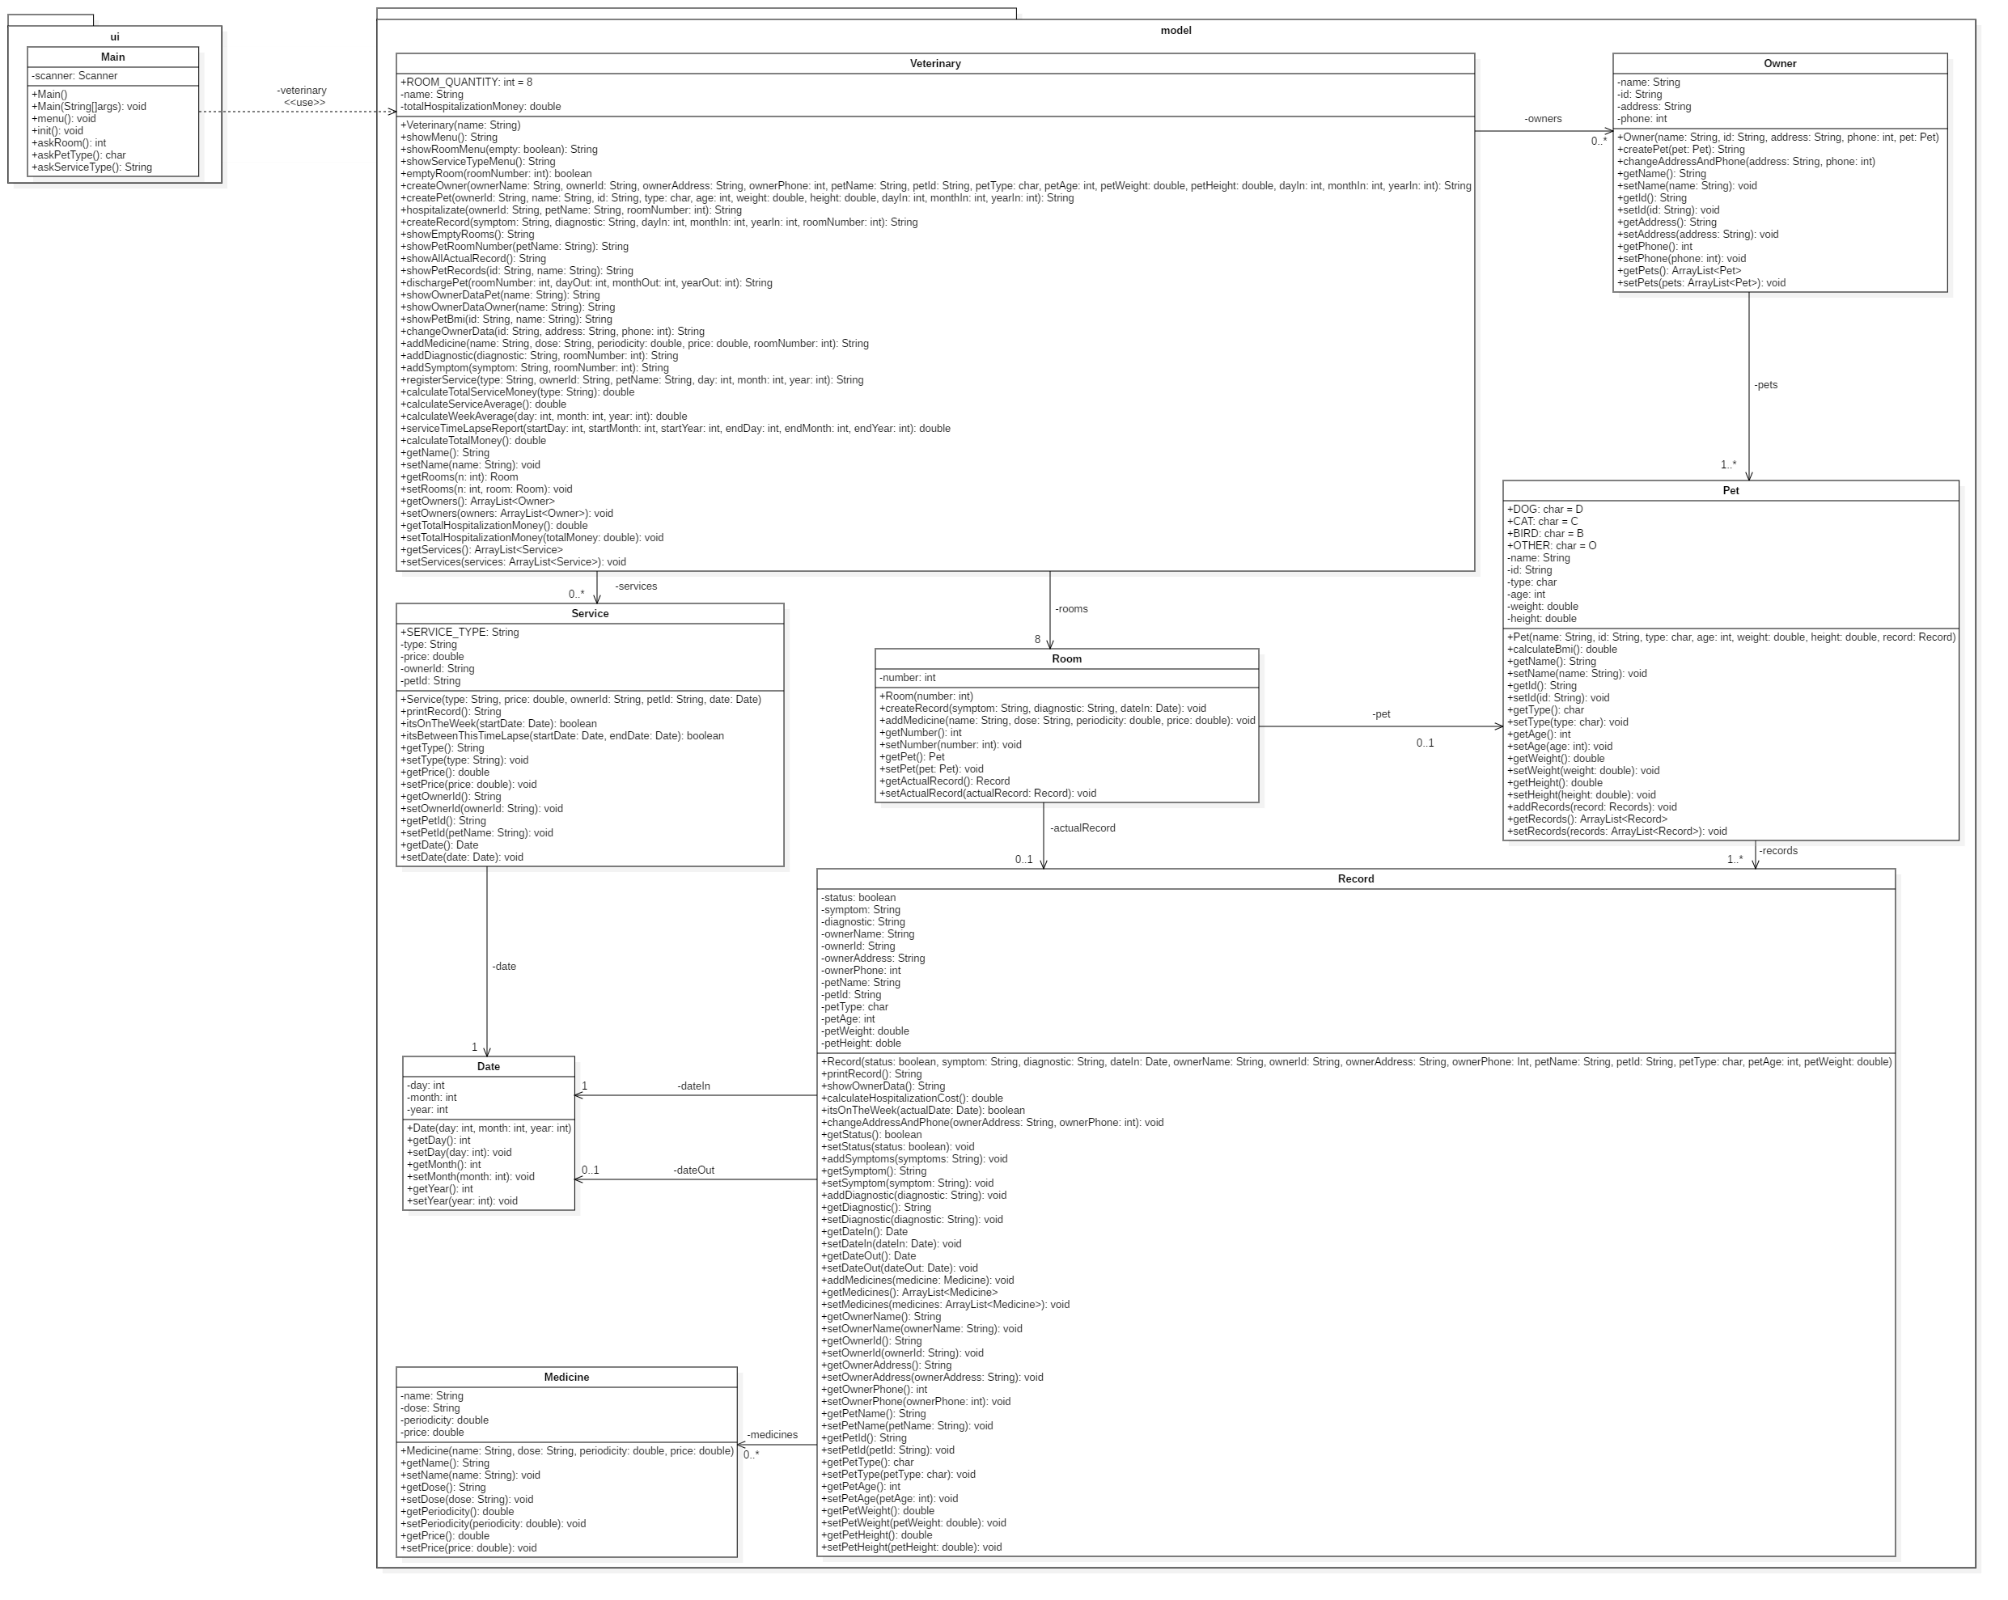 ui
Main
-scanner: Scanner
+Main()
+Main(String[]args): void
+menu(): void
+init(): void
+askRoom(): int
+askPetType(): char
+askServiceType(): String
-veterinary
<<use>>
model
Veterinary
+ROOM_QUANTITY: int = 8
-name: String
-totalHospitalizationMoney: double
+Veterinary(name: String)
+showMenu(): String
+showRoomMenu(empty: boolean): String
+showServiceTypeMenu(): String
+emptyRoom(roomNumber: int): boolean
+createOwner(ownerName: String, ownerId: String, ownerAddress: String, ownerPhone: int, petName: String, petId: String, petType: char, petAge: int, petWeight: double, petHeight: double, dayIn: int, monthIn: int, yearIn: int): String
+createPet(ownerId: String, name: String, id: String, type: char, age: int, weight: double, height: double, dayIn: int, monthIn: int, yearIn: int): String
+hospitalizate(ownerId: String, petName: String, roomNumber: int): String
+createRecord(symptom: String, diagnostic: String, dayIn: int, monthIn: int, yearIn: int, roomNumber: int): String
+showEmptyRooms(): String
+showPetRoomNumber(petName: String): String
+showAllActualRecord(): String
+showPetRecords(id: String, name: String): String
+dischargePet(roomNumber: int, dayOut: int, monthOut: int, yearOut: int): String
+showOwnerDataPet(name: String): String
+showOwnerDataOwner(name: String): String
+showPetBmi(id: String, name: String): String
+changeOwnerData(id: String, address: String, phone: int): String
+addMedicine(name: String, dose: String, periodicity: double, price: double, roomNumber: int): String
+addDiagnostic(diagnostic: String, roomNumber: int): String
+addSymptom(symptom: String, roomNumber: int): String
+registerService(type: String, ownerId: String, petName: String, day: int, month: int, year: int): String
+calculateTotalServiceMoney(type: String): double
+calculateServiceAverage(): double
+calculateWeekAverage(day: int, month: int, year: int): double
+serviceTimeLapseReport(startDay: int, startMonth: int, startYear: int, endDay: int, endMonth: int, endYear: int): double
+calculateTotalMoney(): double
+getName(): String
+setName(name: String): void
+getRooms(n: int): Room
+setRooms(n: int, room: Room): void
+getOwners(): ArrayList<Owner>
+setOwners(owners: ArrayList<Owner>): void
+getTotalHospitalizationMoney(): double
+setTotalHospitalizationMoney(totalMoney: double): void
+getServices(): ArrayList<Service>
+setServices(services: ArrayList<Service>): void
-owners
0..*
Owner
-name: String
-id: String
-address: String
-phone: int
+Owner(name: String, id: String, address: String, phone: int, pet: Pet)
+createPet(pet: Pet): String
+changeAddressAndPhone(address: String, phone: int)
+getName(): String
+setName(name: String): void
+getId(): String
+setId(id: String): void
+getAddress(): String
+setAddress(address: String): void
+getPhone(): int
+setPhone(phone: int): void
+getPets(): ArrayList<Pet>
+setPets(pets: ArrayList<Pet>): void
-pets
1..*
Pet
+DOG: char = D
+CAT: char = C
+BIRD: char = B
+OTHER: char = O
-name: String
-id: String
-type: char
-age: int
-weight: double
-height: double
+Pet(name: String, id: String, type: char, age: int, weight: double, height: double, record: Record)
+calculateBmi(): double
+getName(): String
+setName(name: String): void
+getId(): String
+setId(id: String): void
+getType(): char
+setType(type: char): void
+getAge(): int
+setAge(age: int): void
+getWeight(): double
+setWeight(weight: double): void
+getHeight(): double
+setHeight(height: double): void
+addRecords(record: Records): void
+getRecords(): ArrayList<Record>
+setRecords(records: ArrayList<Record>): void
-services
0..*
Service
+SERVICE_TYPE: String
-type: String
-price: double
-ownerId: String
-petId: String
+Service(type: String, price: double, ownerId: String, petId: String, date: Date)
+printRecord(): String
+itsOnTheWeek(startDate: Date): boolean
+itsBetweenThisTimeLapse(startDate: Date, endDate: Date): boolean
+getType(): String
+setType(type: String): void
+getPrice(): double
+setPrice(price: double): void
+getOwnerId(): String
+setOwnerId(ownerId: String): void
+getPetId(): String
+setPetId(petName: String): void
+getDate(): Date
+setDate(date: Date): void
-rooms
8
Room
-number: int
+Room(number: int)
+createRecord(symptom: String, diagnostic: String, dateIn: Date): void
+addMedicine(name: String, dose: String, periodicity: double, price: double): void
+getNumber(): int
+setNumber(number: int): void
+getPet(): Pet
+setPet(pet: Pet): void
+getActualRecord(): Record
+setActualRecord(actualRecord: Record): void
-pet
0..1
-actualRecord
0..1
-records
1..*
Record
-status: boolean
-symptom: String
-diagnostic: String
-ownerName: String
-ownerId: String
-ownerAddress: String
-ownerPhone: int
-petName: String
-petId: String
-petType: char
-petAge: int
-petWeight: double
-petHeight: doble
+Record(status: boolean, symptom: String, diagnostic: String, dateIn: Date, ownerName: String, ownerId: String, ownerAddress: String, ownerPhone: Int, petName: String, petId: String, petType: char, petAge: int, petWeight: double)
+printRecord(): String
+showOwnerData(): String
+calculateHospitalizationCost(): double
+itsOnTheWeek(actualDate: Date): boolean
+changeAddressAndPhone(ownerAddress: String, ownerPhone: int): void
+getStatus(): boolean
+setStatus(status: boolean): void
+addSymptoms(symptoms: String): void
+getSymptom(): String
+setSymptom(symptom: String): void
+addDiagnostic(diagnostic: String): void
+getDiagnostic(): String
+setDiagnostic(diagnostic: String): void
+getDateIn(): Date
+setDateIn(dateIn: Date): void
+getDateOut(): Date
+setDateOut(dateOut: Date): void
+addMedicines(medicine: Medicine): void
+getMedicines(): ArrayList<Medicine>
+setMedicines(medicines: ArrayList<Medicine>): void
+getOwnerName(): String
+setOwnerName(ownerName: String): void
+getOwnerId(): String
+setOwnerId(ownerId: String): void
+getOwnerAddress(): String
+setOwnerAddress(ownerAddress: String): void
+getOwnerPhone(): int
+setOwnerPhone(ownerPhone: int): void
+getPetName(): String
+setPetName(petName: String): void
+getPetId(): String
+setPetId(petId: String): void
+getPetType(): char
+setPetType(petType: char): void
+getPetAge(): int
+setPetAge(petAge: int): void
+getPetWeight(): double
+setPetWeight(petWeight: double): void
+getPetHeight(): double
+setPetHeight(petHeight: double): void
-date
1
Date
-day: int
-month: int
-year: int
+Date(day: int, month: int, year: int)
+getDay(): int
+setDay(day: int): void
+getMonth(): int
+setMonth(month: int): void
+getYear(): int
+setYear(year: int): void
1
-dateIn
0..1
-dateOut
Medicine
-name: String
-dose: String
-periodicity: double
-price: double
+Medicine(name: String, dose: String, periodicity: double, price: double)
+getName(): String
+setName(name: String): void
+getDose(): String
+setDose(dose: String): void
+getPeriodicity(): double
+setPeriodicity(periodicity: double): void
+getPrice(): double
+setPrice(price: double): void
-medicines
0..*